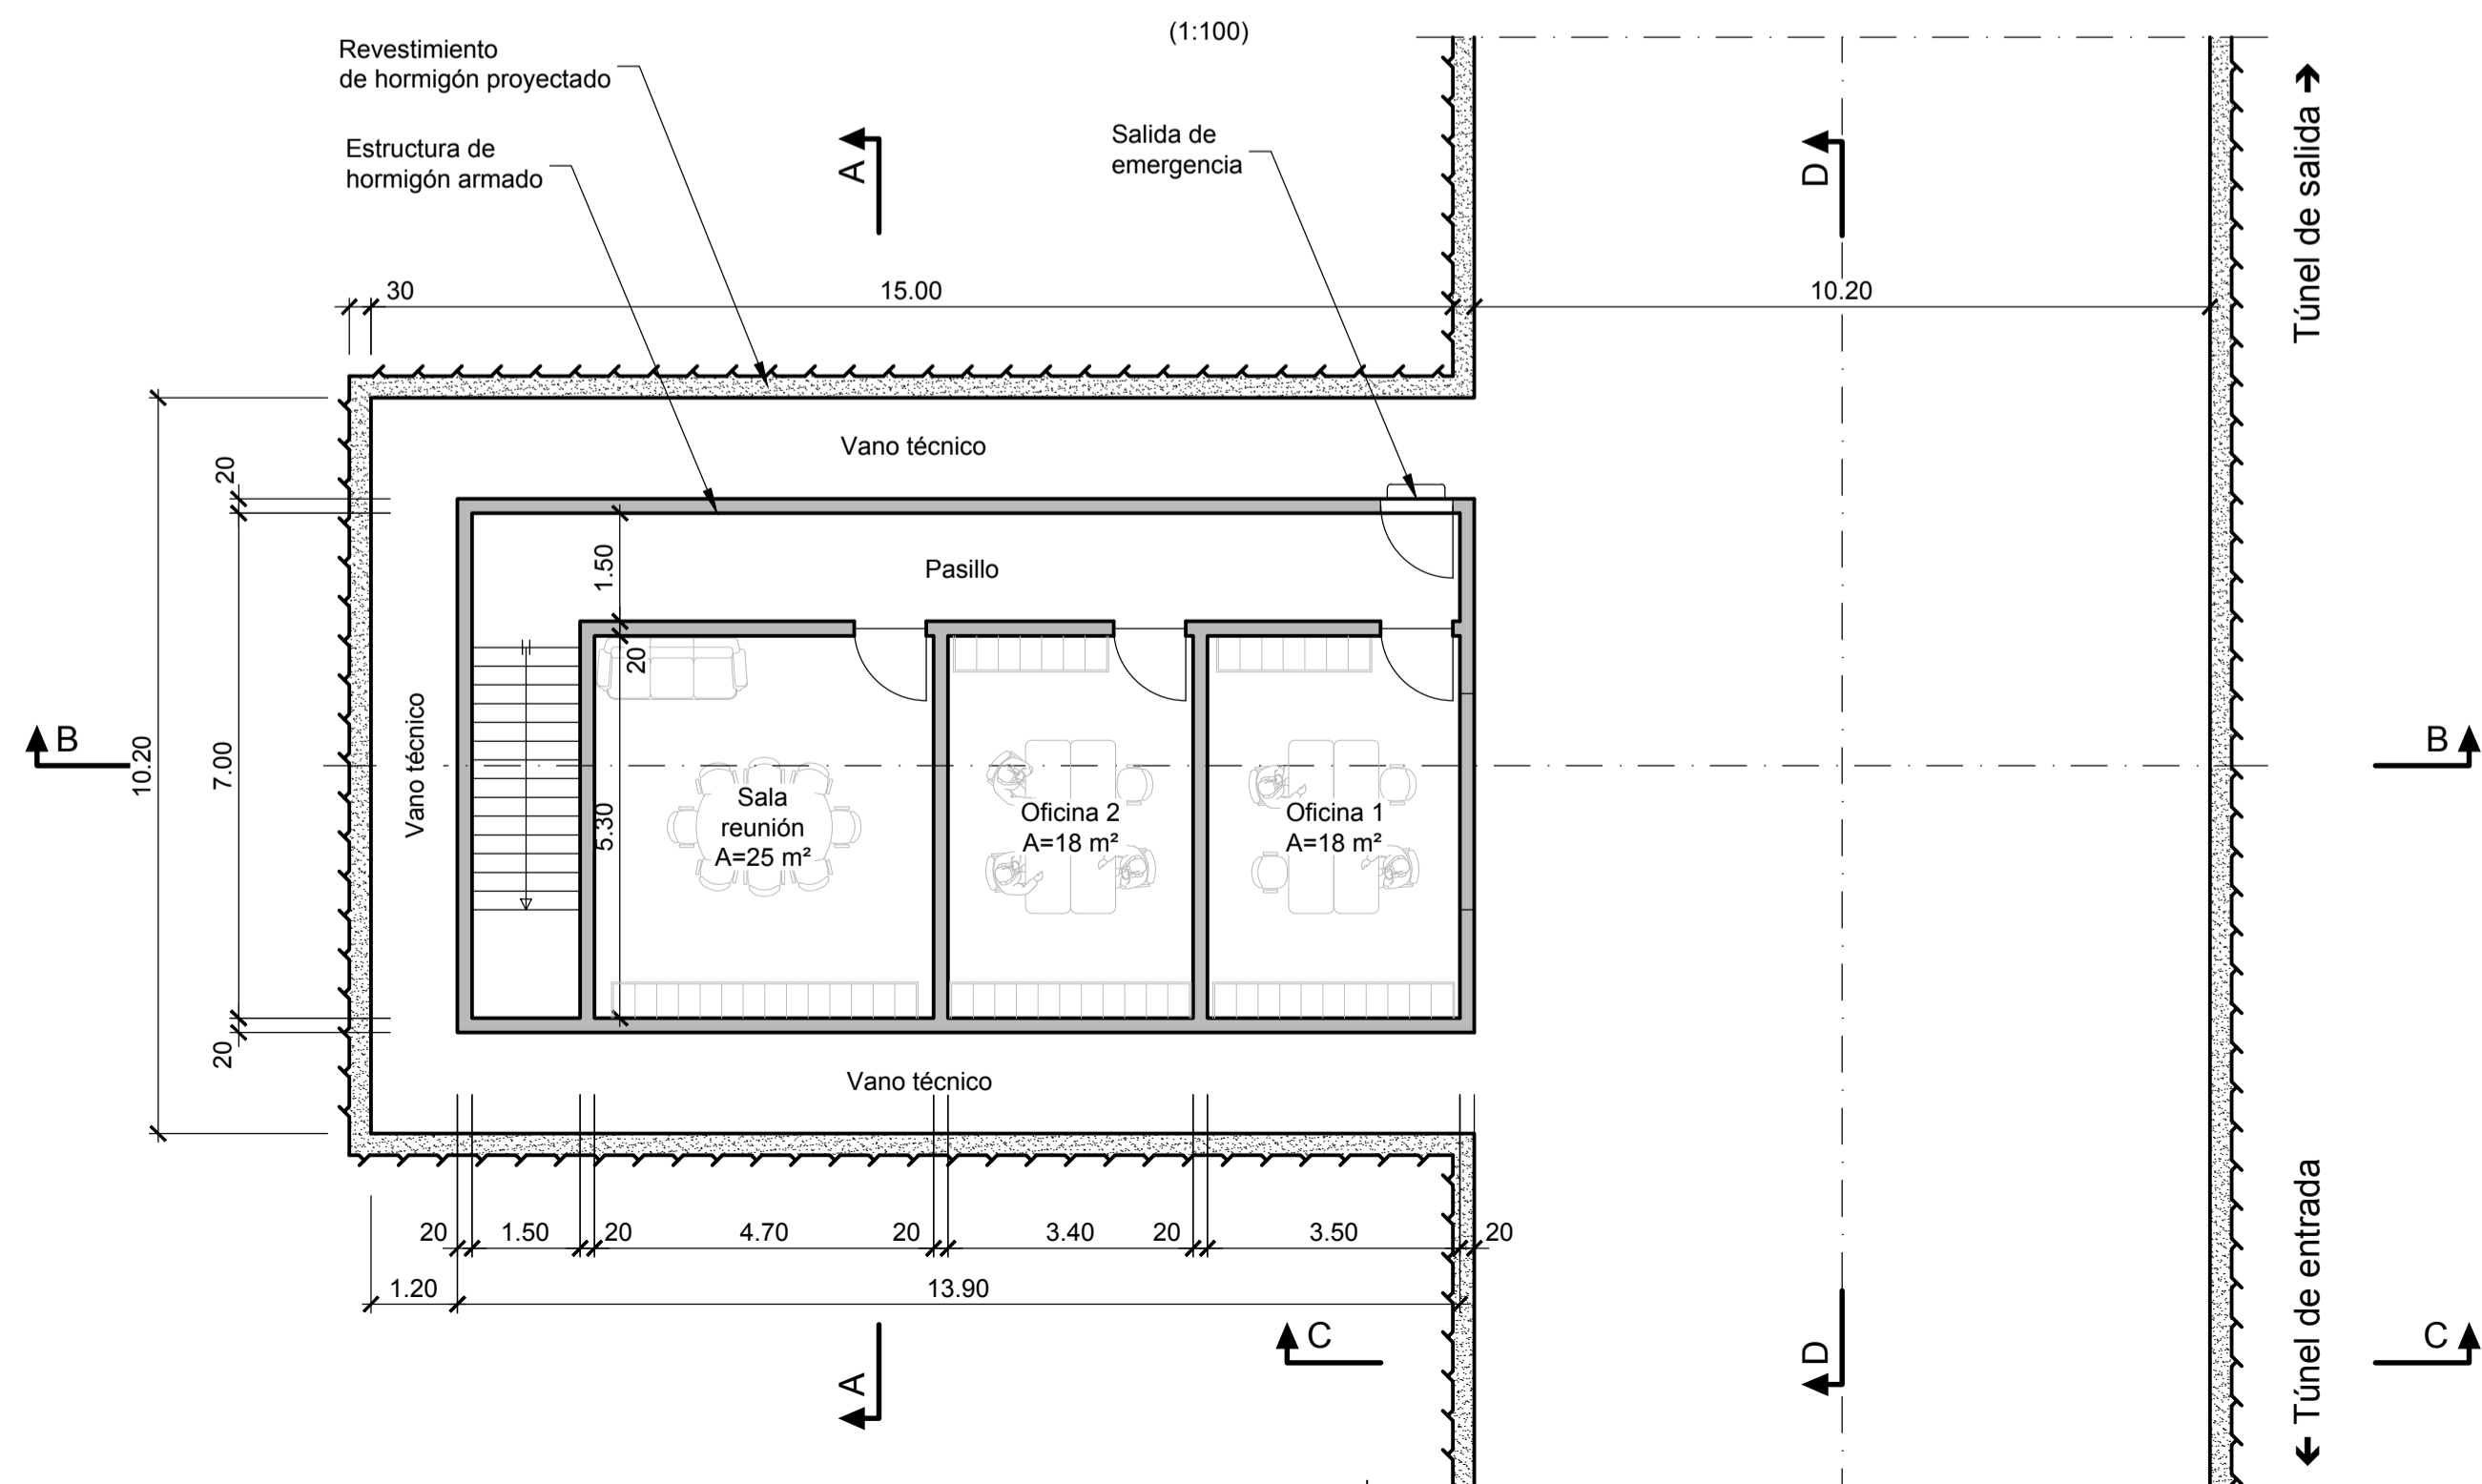 (1:100)
Revestimiento
de hormigón proyectado
Estructura de
hormigón armado
Salida de
emergencia
A
D
Túnel de salida
30
15.00
10.20
Vano técnico
20
1.50
Pasillo
20
Vano técnico
B
B
10.20
7.00
5.30
Sala
reunión
A=25 m²
Oficina 2
A=18 m²
Oficina 1
A=18 m²
20
Vano técnico
20
1.50
20
4.70
20
3.40
20
3.50
20
1.20
13.90
C
C
A
D
Túnel de entrada